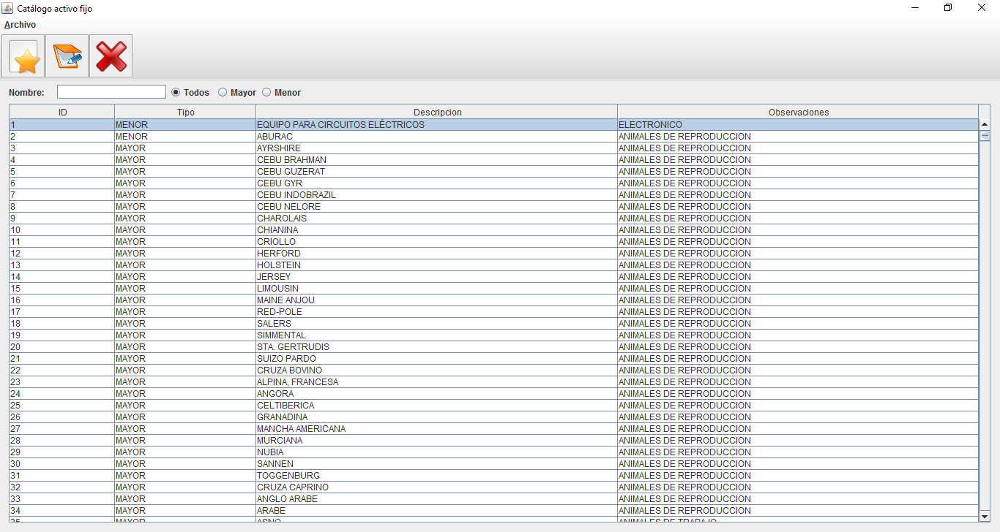 Catálogo activo fijo
Archivo
Nombre: Todos Mayor Menor
ID Tipo Descripcion Observaciones
1 MENOR EQUIPO PARA CIRCUITOS ELÉCTRICOS ELECTRONICO
2 MENOR ABURAC ANIMALES DE REPRODUCCION
3 MAYOR AYRSHIRE ANIMALES DE REPRODUCCION
4 MAYOR CEBU BRAHMAN ANIMALES DE REPRODUCCION
5 MAYOR CEBU GUZERAT ANIMALES DE REPRODUCCION
6 MAYOR CEBU GYR ANIMALES DE REPRODUCCION
7 MAYOR CEBU INDOBRAZIL ANIMALES DE REPRODUCCION
8 MAYOR CEBU NELORE ANIMALES DE REPRODUCCION
9 MAYOR CHAROLAIS ANIMALES DE REPRODUCCION
10 MAYOR CHIANINA ANIMALES DE REPRODUCCION
11 MAYOR CRIOLLO ANIMALES DE REPRODUCCION
12 MAYOR HERFORD ANIMALES DE REPRODUCCION
13 MAYOR HOLSTEIN ANIMALES DE REPRODUCCION
14 MAYOR JERSEY ANIMALES DE REPRODUCCION
15 MAYOR LIMOUSIN ANIMALES DE REPRODUCCION
16 MAYOR MAINE ANJOU ANIMALES DE REPRODUCCION
17 MAYOR RED-POLE ANIMALES DE REPRODUCCION
18 MAYOR SALERS ANIMALES DE REPRODUCCION
19 MAYOR SIMMENTAL ANIMALES DE REPRODUCCION
20 MAYOR STA. GERTRUDIS ANIMALES DE REPRODUCCION
21 MAYOR SUIZO PARDO ANIMALES DE REPRODUCCION
22 MAYOR CRUZA BOVINO ANIMALES DE REPRODUCCION
23 MAYOR ALPINA, FRANCESA ANIMALES DE REPRODUCCION
24 MAYOR ANGORA ANIMALES DE REPRODUCCION
25 MAYOR CELTIBERICA ANIMALES DE REPRODUCCION
26 MAYOR GRANADINA ANIMALES DE REPRODUCCION
27 MAYOR MANCHA AMERICANA ANIMALES DE REPRODUCCION
28 MAYOR MURCIANA ANIMALES DE REPRODUCCION
29 MAYOR NUBIA ANIMALES DE REPRODUCCION
30 MAYOR SANNEN ANIMALES DE REPRODUCCION
31 MAYOR TOGGENBURG ANIMALES DE REPRODUCCION
32 MAYOR CRUZA CAPRINO ANIMALES DE REPRODUCCION
33 MAYOR ANGLO ARABE ANIMALES DE REPRODUCCION
34 MAYOR ARABE ANIMALES DE REPRODUCCION
35 MAYOR ASNO ANIMALES DE TRABAJO